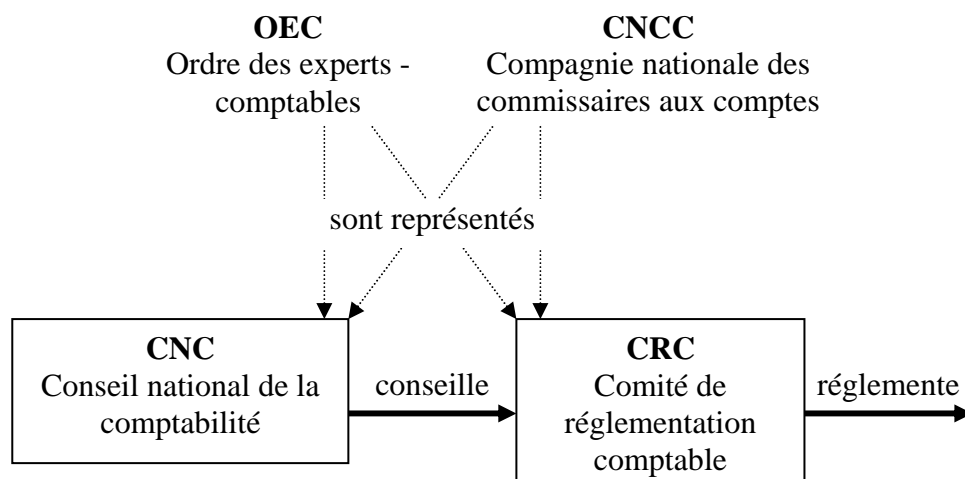 OEC
Ordre des experts -
comptables
CNCC
Compagnie nationale des
commissaires aux comptes
sont représentés
CNC
Conseil national de la
comptabilité
conseille
CRC
Comité de
réglementation
comptable
réglemente